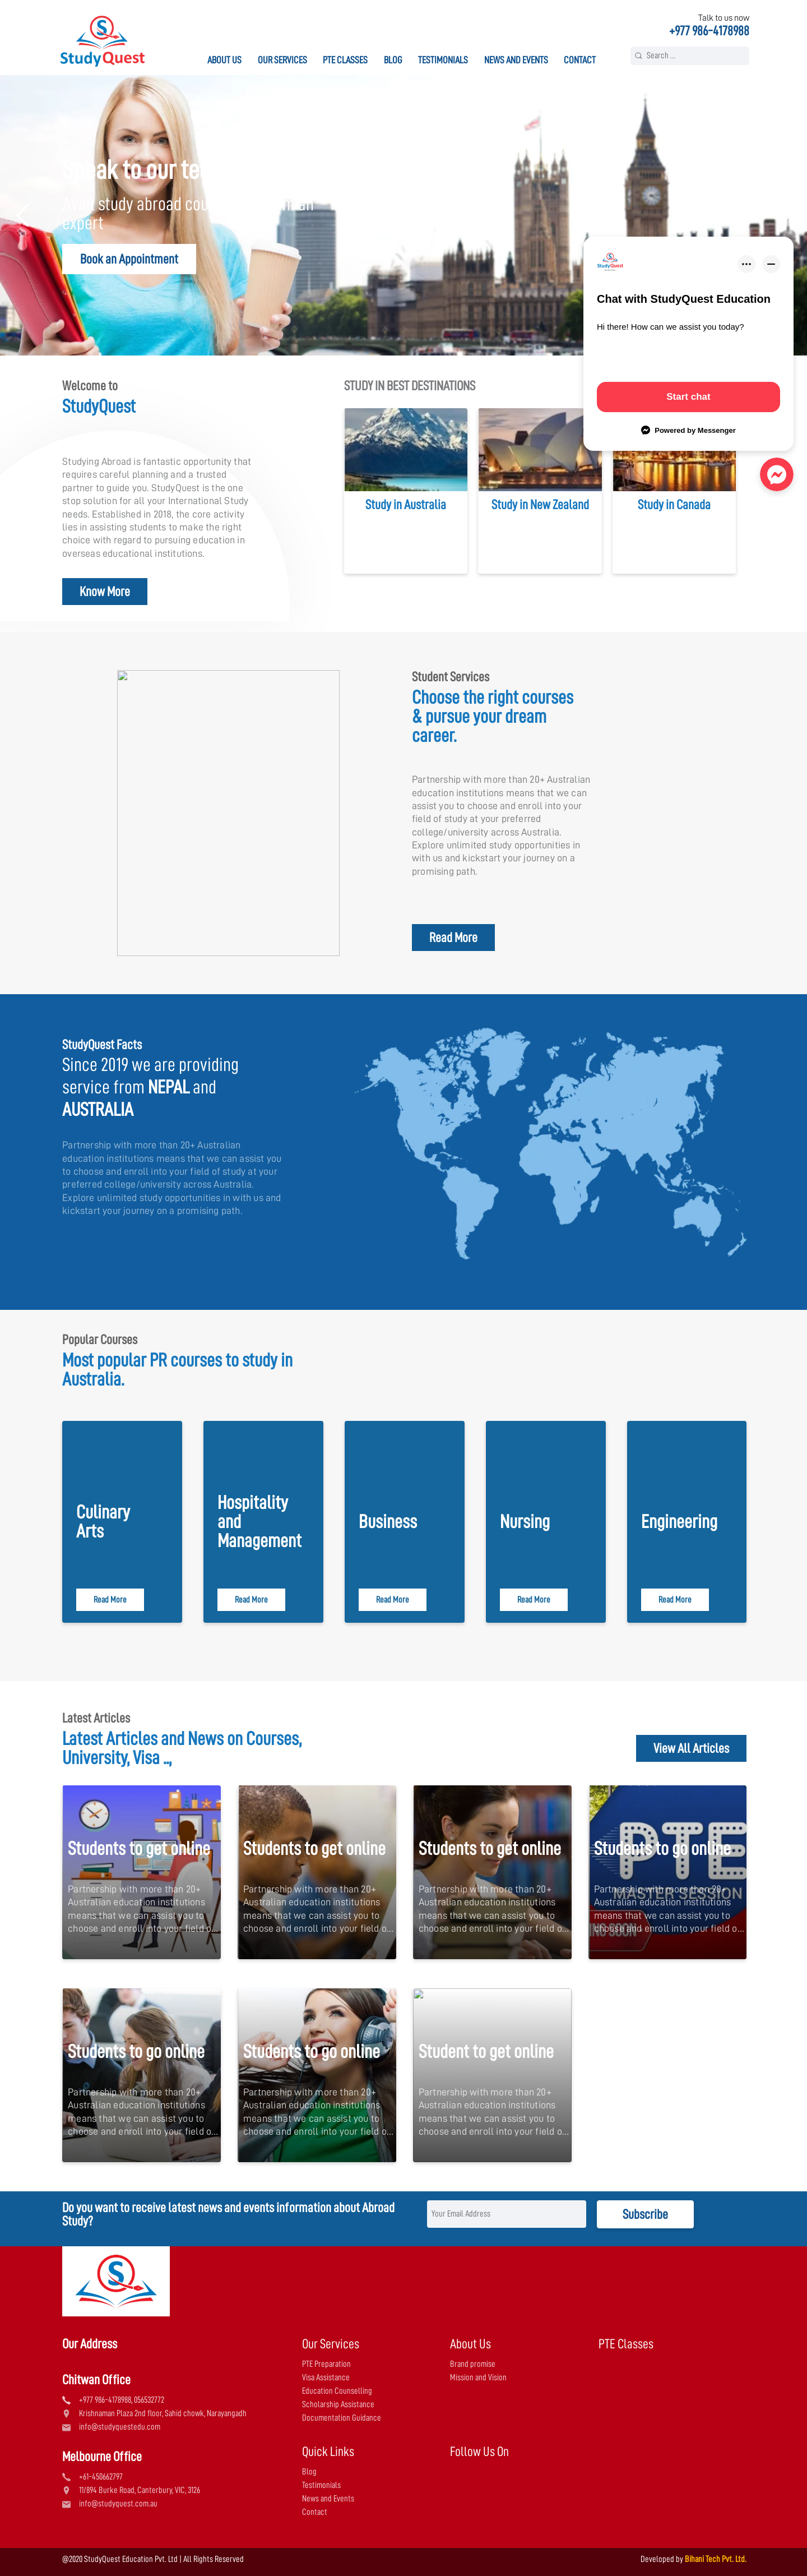 Talk to us now
+977 986-4178988
StudyQuest
ABOUT US
OUR SERVICES
PTE CLASSES
BLOG
TESTIMONIALS
NEWS AND EVENTS
CONTACT
Search ...
Speak to our
Avail study abroad
expert
Book an Appointment
StudyQuest
Chat with StudyQuest Education
Hi there! How can we assist you today?
Start chat
Powered by Messenger
Welcome to
StudyQuest
Studying Abroad is fantastic opportunity that
requires careful planning and a trusted
partner to guide you. StudyQuest is the one
stop solution for all your International Study
needs. Established in 2018, the core activity
lies in assisting students to make the right
choice with regard to pursuing education in
overseas educational institutions.
Know More
STUDY IN BEST DESTINATIONS
Study in Australia
Study in New Zealand
Study in Canada
Student Services
Choose the right courses
& pursue your dream
career.
Partnership with more than 20+ Australian
education institutions means that we can
assist you to choose and enroll into your
field of study at your preferred
college/university across Australia.
Explore unlimited study opportunities in
with us and kickstart your journey on a
promising path.
Read More
StudyQuest Facts
Since 2019 we are providing
service from NEPAL and
AUSTRALIA
Partnership with more than 20+ Australian
education institutions means that we can assist you
to choose and enroll into your field of study at your
preferred college/university across Australia.
Explore unlimited study opportunities in with us and
kickstart your journey on a promising path.
Popular Courses
Most popular PR courses to study in
Australia.
Culinary
Arts
Read More
Hospitality
and
Management
Read More
Business
Read More
Nursing
Read More
Engineering
Read More
Latest Articles
Latest Articles and News on Courses,
University, Visa ..,
View All Articles
Students to get online
Partnership with more than 20+
Australian education institutions
means that we can assist you to
choose and enroll into your field o...
Students to get online
Partnership with more than 20+
Australian education institutions
means that we can assist you to
choose and enroll into your field o...
Students to get online
Partnership with more than 20+
Australian education institutions
means that we can assist you to
choose and enroll into your field o...
PTE
MASTER SESSION
Students to go online
Partnership with more than 20+
Australian education institutions
means that we can assist you to
choose and enroll into your field o...
Students to go online
Partnership with more than 20+
Australian education institutions
means that we can assist you to
choose and enroll into your field o...
Students to go online
Partnership with more than 20+
Australian education institutions
means that we can assist you to
choose and enroll into your field o...
Student to get online
Partnership with more than 20+
Australian education institutions
means that we can assist you to
choose and enroll into your field o...
Do you want to receive latest news and events information about Abroad
Study?
Your Email Address
Subscribe
Our Address
Chitwan Office
+977 986-4178988, 056532772
Krishnaman Plaza 2nd floor, Sahid chowk, Narayangadh
info@studyquestedu.com
Melbourne Office
+61-450662797
11/894 Burke Road, Canterbury, VIC, 3126
info@studyquest.com.au
Our Services
PTE Preparation
Visa Assistance
Education Counselling
Scholarship Assistance
Documentation Guidance
About Us
Brand promise
Mission and Vision
PTE Classes
Quick Links
Blog
Testimonials
News and Events
Contact
Follow Us On
@2020 StudyQuest Education Pvt. Ltd | All Rights Reserved
Developed by Bihani Tech Pvt. Ltd.